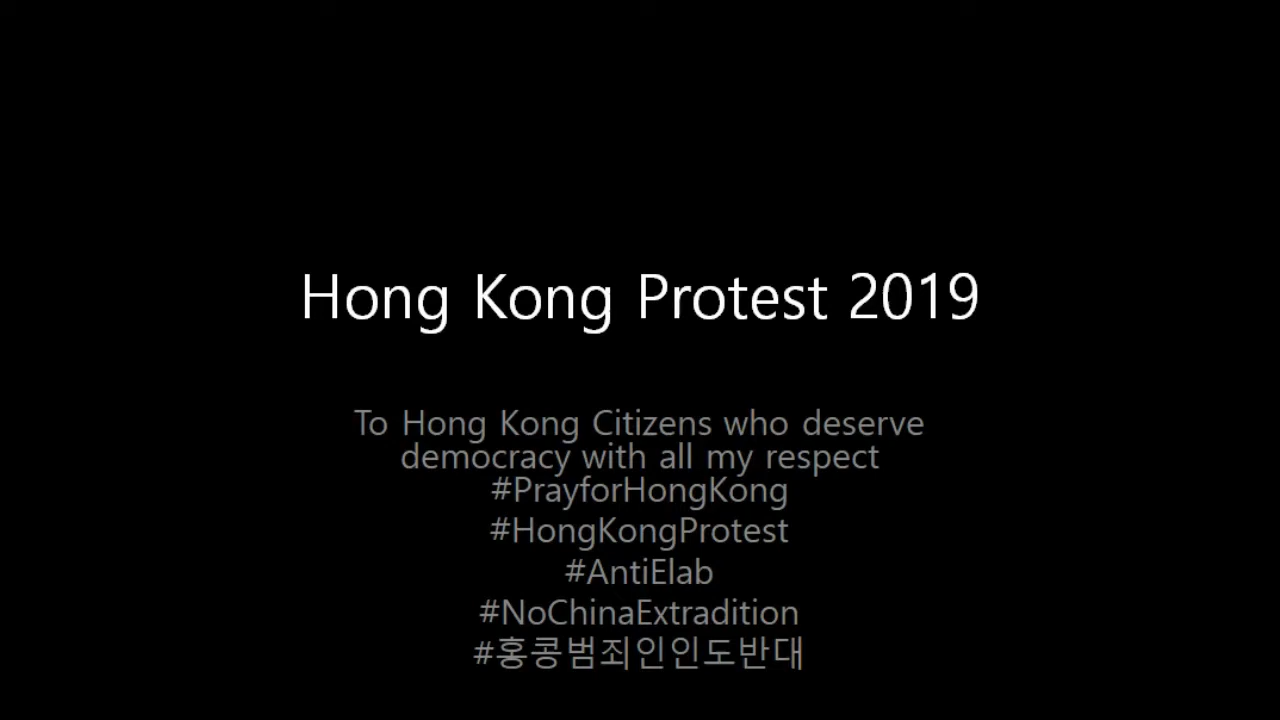 Hong Kong Protest 2019
To Hong Kong Citizens who deserve
democracy with all my respect
#PrayforHongKong
#HongKongProtest
#AntiElab
#NoChinaExtradition
#홍콩범죄인인도반대